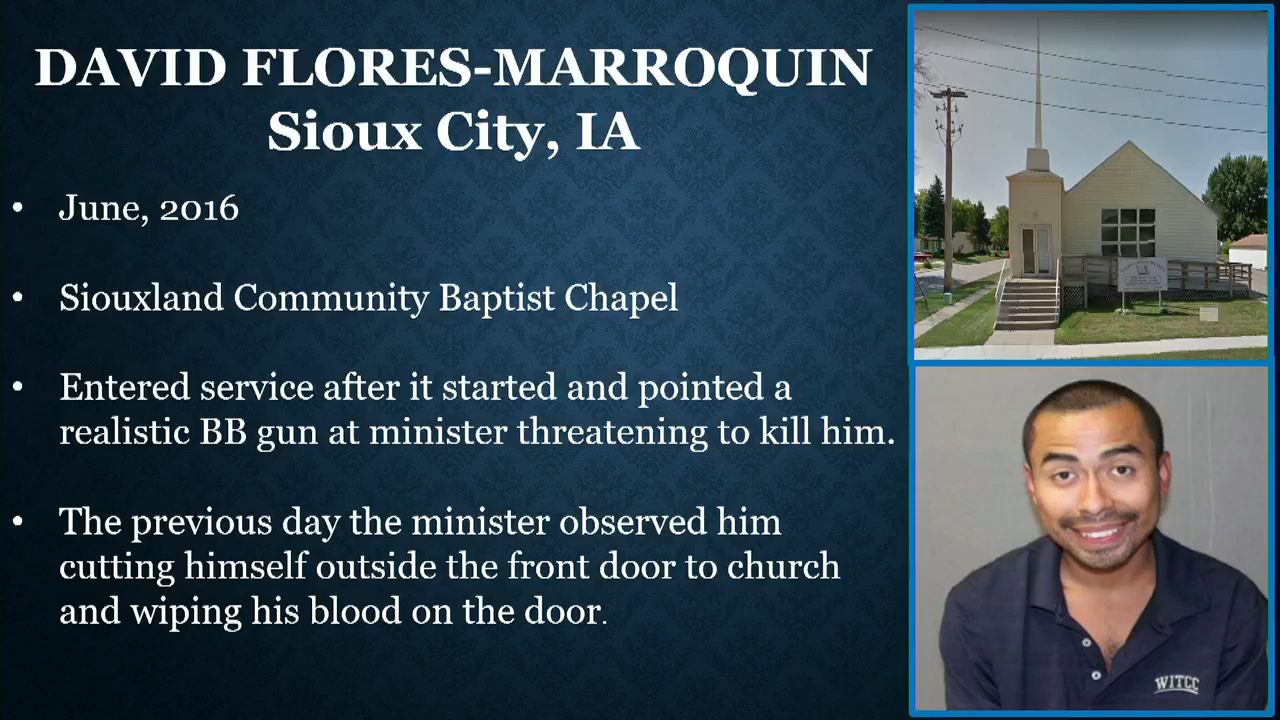 DAVID FLORES-MARROQUIN
Sioux City, IA
• June, 2016
• Siouxland Community Baptist Chapel
• Entered service after it started and pointed a
realistic BB gun at minister threatening to kill him.
• The previous day the minister observed him
cutting himself outside the front door to church
and wiping his blood on the door.
WITCC